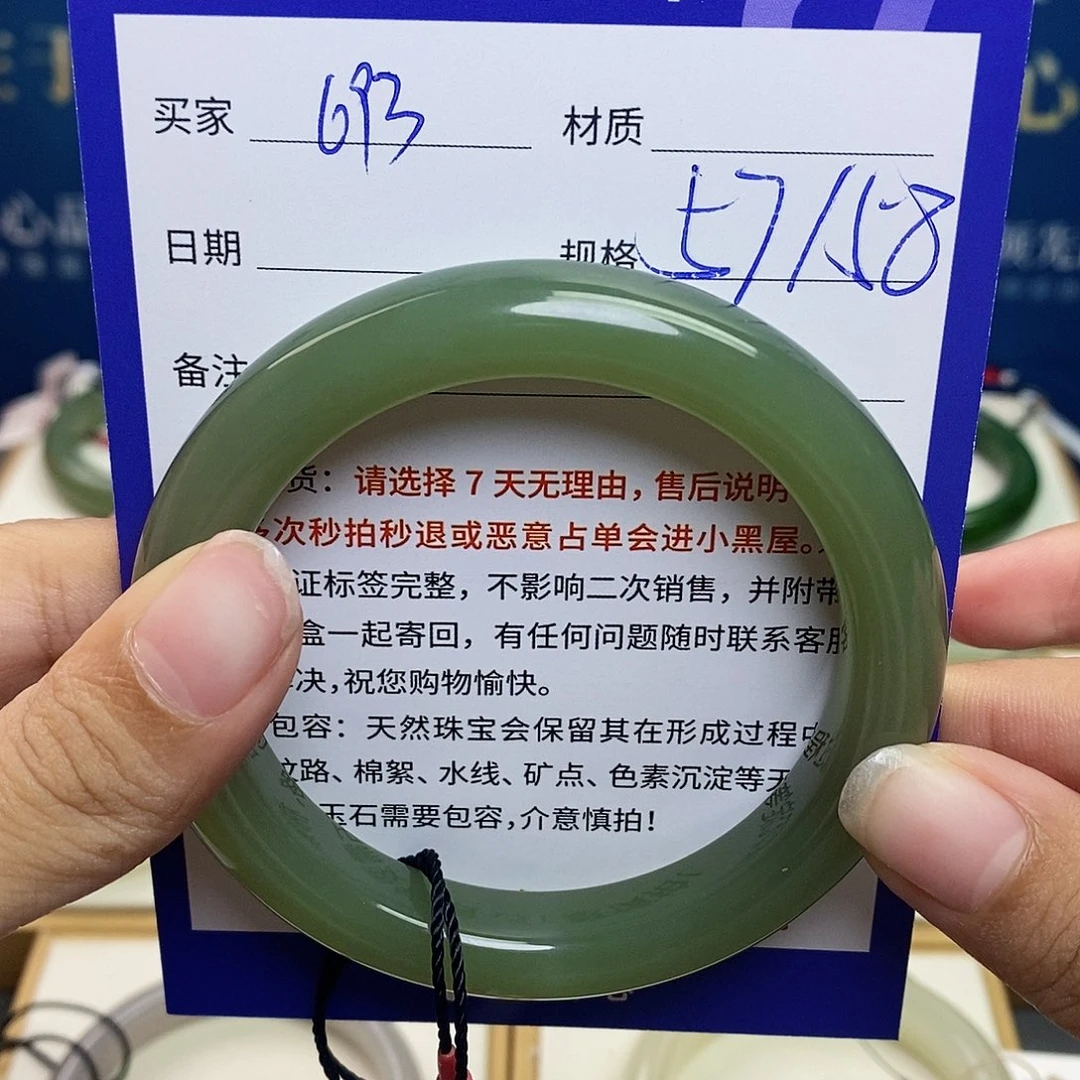 买家 693 材质
日期 规格 57/58
备注
货：请选择 7 天无理由，售后说明
次秒拍秒退或恶意占单会进小黑屋。
证标签完整，不影响二次销售，并附带
盒一起寄回，有任何问题随时联系客服
决，祝您购物愉快。
包容：天然珠宝会保留其在形成过程中
纹路、棉絮、水线、矿点、色素沉淀等天
玉石需要包容，介意慎拍！